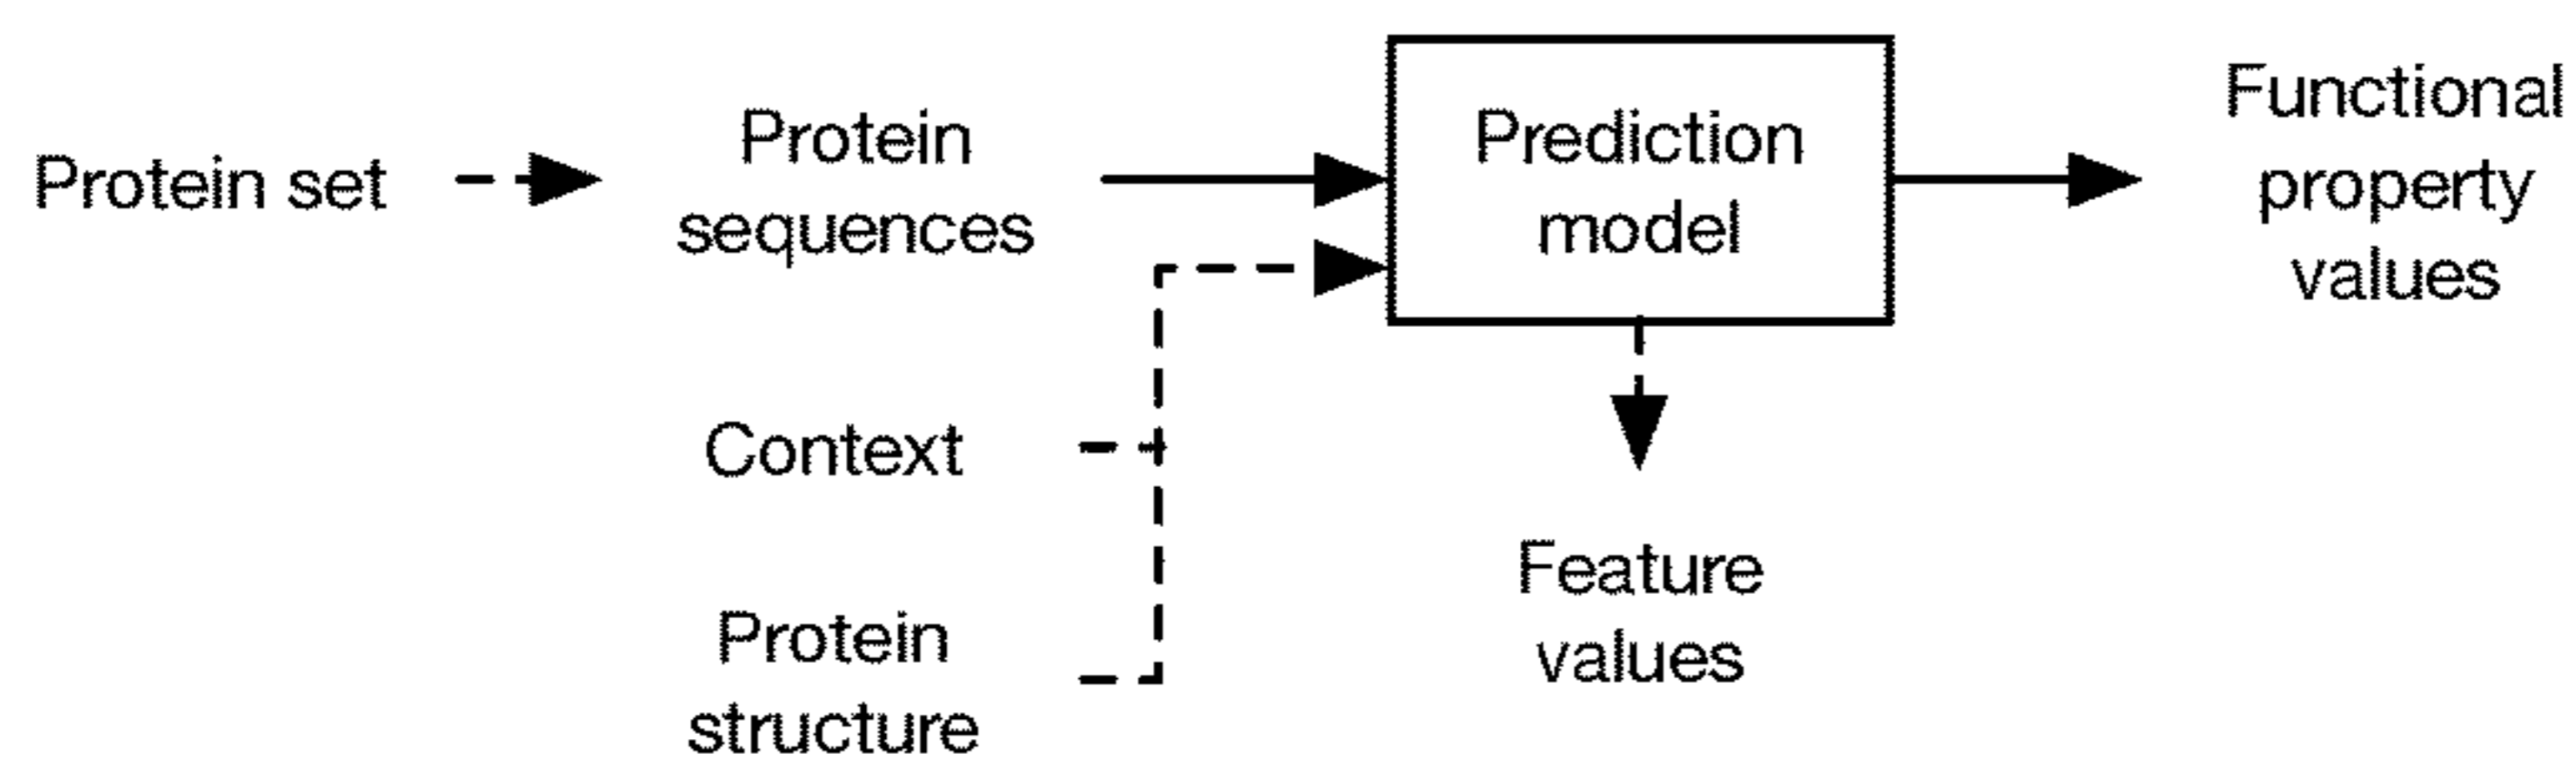 Protein set
Protein
sequences
Prediction
model
Functional
property
values
Context
Protein
structure
Feature
values